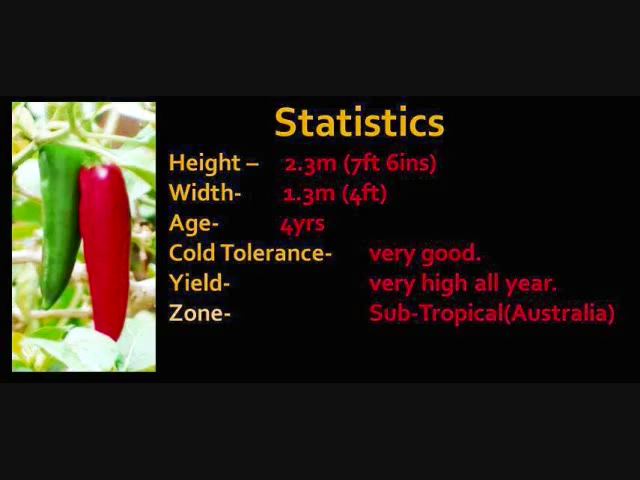 Statistics
Height – 2.3m (7ft 6ins)
Width- 1.3m (4ft)
Age- 4yrs
Cold Tolerance- very good.
Yield- very high all year.
Zone- Sub-Tropical(Australia)